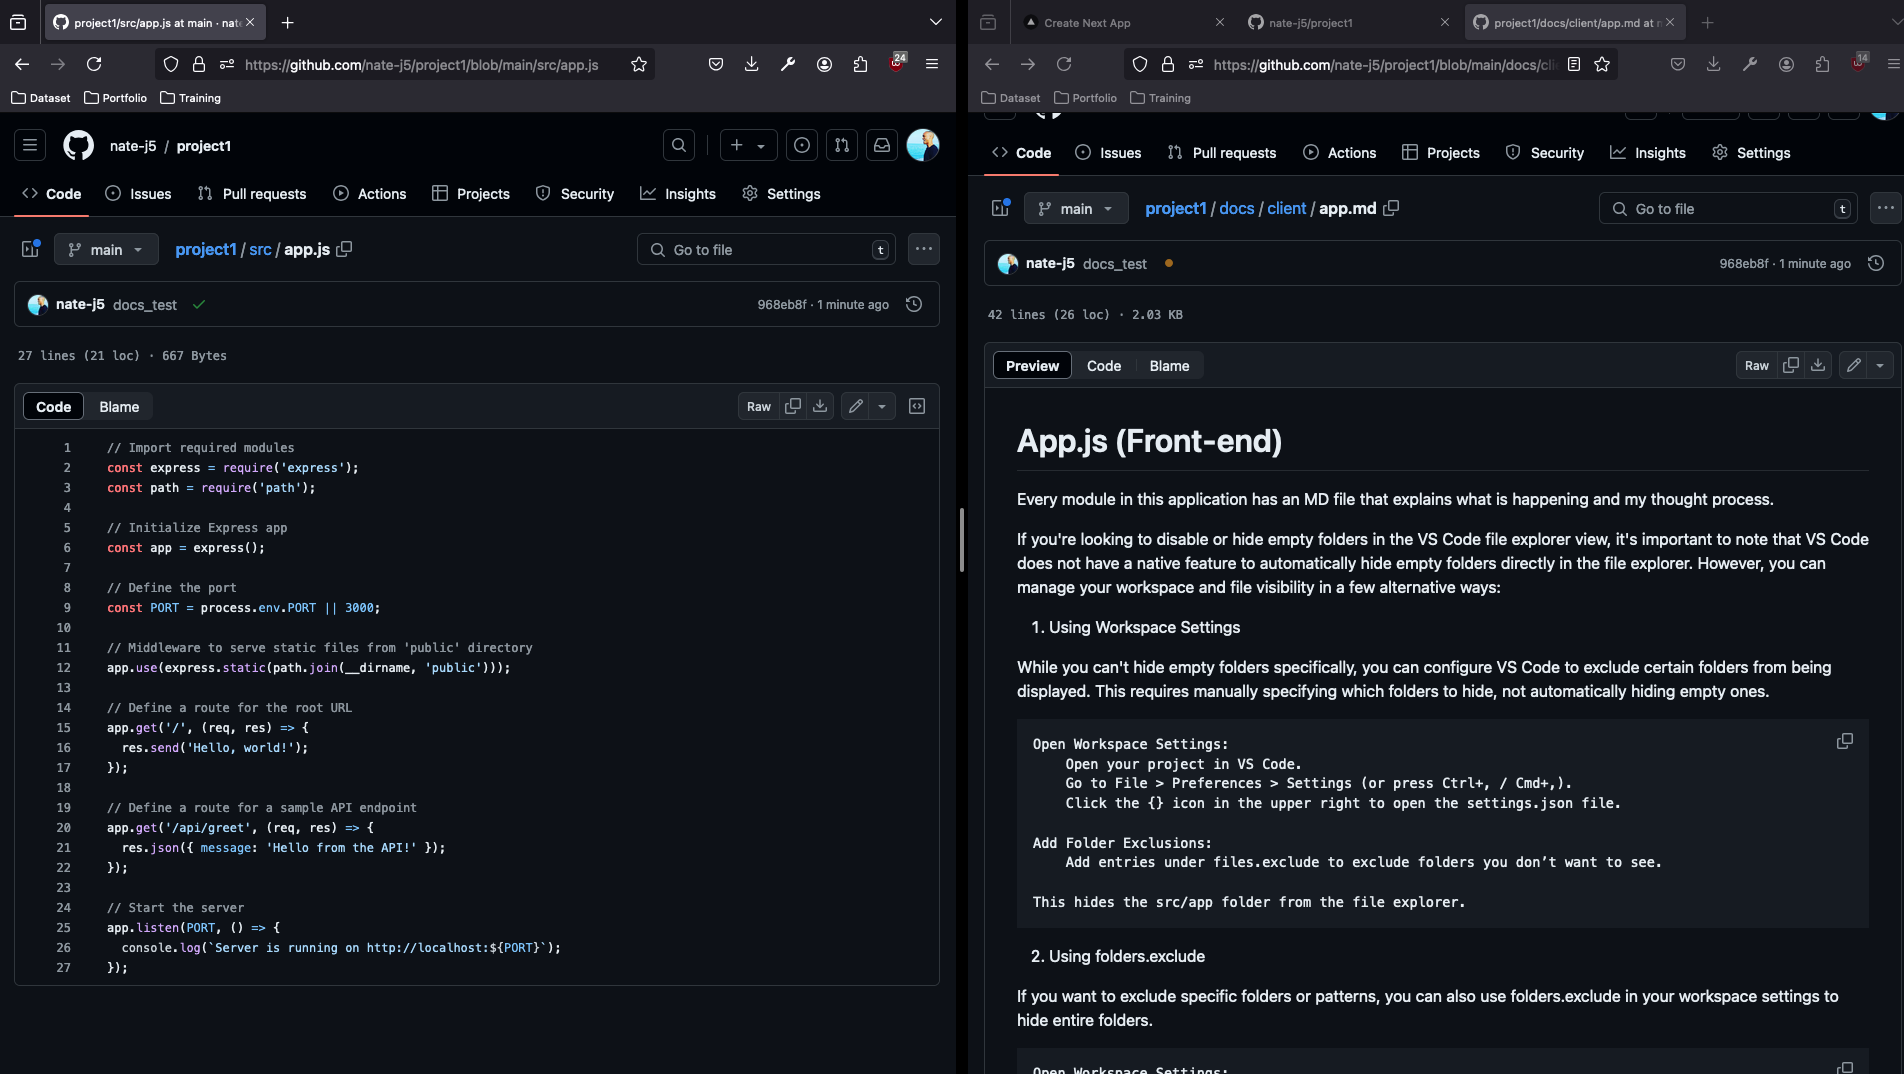 project1/src/app.js at main · nate
https://github.com/nate-j5/project1/blob/main/src/app.js
24
Dataset Portfolio Training
nate-j5 / project1
Code Issues Pull requests Actions Projects Security Insights Settings
main project1 / src / app.js Go to file t
nate-j5 docs_test 968eb8f · 1 minute ago
27 lines (21 loc) · 667 Bytes
Code Blame Raw
1 // Import required modules
2 const express = require('express');
3 const path = require('path');
4
5 // Initialize Express app
6 const app = express();
7
8 // Define the port
9 const PORT = process.env.PORT || 3000;
10
11 // Middleware to serve static files from 'public' directory
12 app.use(express.static(path.join(__dirname, 'public')));
13
14 // Define a route for the root URL
15 app.get('/', (req, res) => {
16 res.send('Hello, world!');
17 });
18
19 // Define a route for a sample API endpoint
20 app.get('/api/greet', (req, res) => {
21 res.json({ message: 'Hello from the API!' });
22 });
23
24 // Start the server
25 app.listen(PORT, () => {
26 console.log(`Server is running on http://localhost:${PORT}`);
27 });
Create Next App
nate-j5/project1
project1/docs/client/app.md at
https://github.com/nate-j5/project1/blob/main/docs/cli
14
Dataset Portfolio Training
Code Issues Pull requests Actions Projects Security Insights Settings
main project1 / docs / client / app.md Go to file t
nate-j5 docs_test 968eb8f · 1 minute ago
42 lines (26 loc) · 2.03 KB
Preview Code Blame Raw
App.js (Front-end)
Every module in this application has an MD file that explains what is happening and my thought process.
If you're looking to disable or hide empty folders in the VS Code file explorer view, it's important to note that VS Code
does not have a native feature to automatically hide empty folders directly in the file explorer. However, you can
manage your workspace and file visibility in a few alternative ways:
1. Using Workspace Settings
While you can't hide empty folders specifically, you can configure VS Code to exclude certain folders from being
displayed. This requires manually specifying which folders to hide, not automatically hiding empty ones.
Open Workspace Settings:
Open your project in VS Code.
Go to File > Preferences > Settings (or press Ctrl+, / Cmd+,).
Click the {} icon in the upper right to open the settings.json file.
Add Folder Exclusions:
Add entries under files.exclude to exclude folders you don’t want to see.
This hides the src/app folder from the file explorer.
2. Using folders.exclude
If you want to exclude specific folders or patterns, you can also use folders.exclude in your workspace settings to
hide entire folders.
Open Workspace Settings: